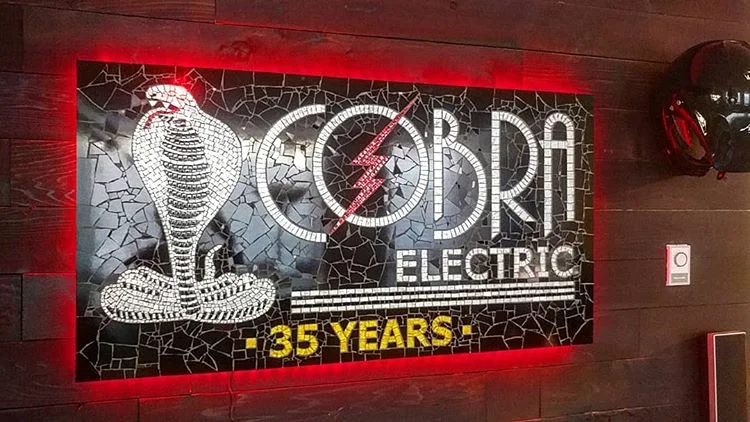 COBRA
ELECTRIC
· 35 YEARS ·